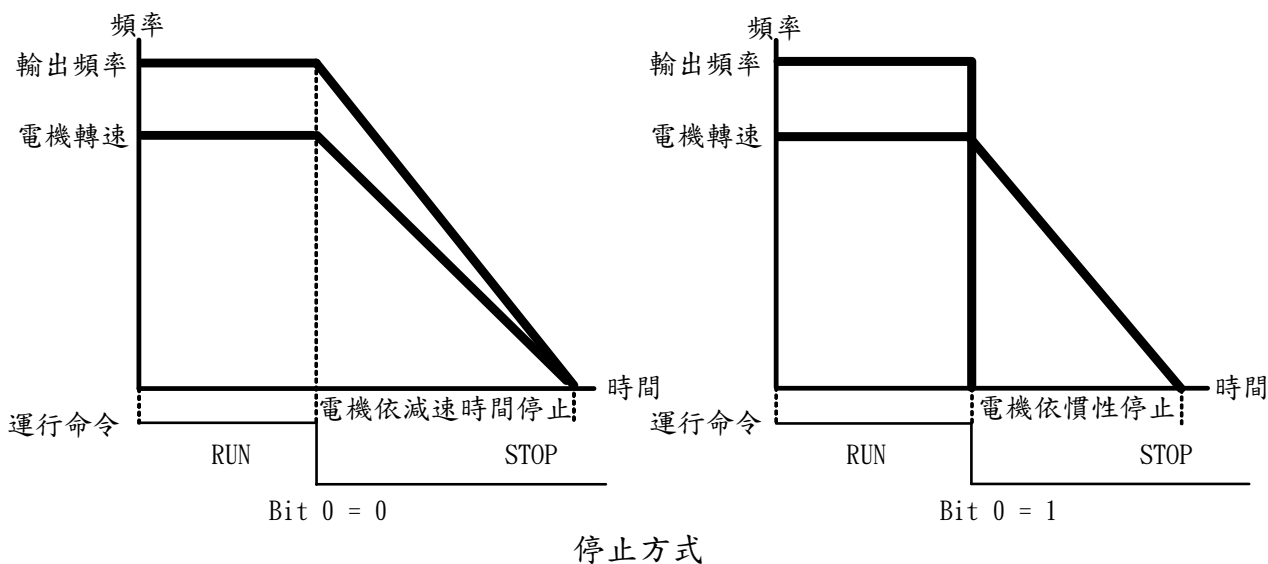 頻率
輸出頻率
電機轉速
時間
電機依減速時間停止
運行命令
RUN
STOP
Bit 0 = 0
頻率
輸出頻率
電機轉速
時間
電機依慣性停止
運行命令
RUN
STOP
Bit 0 = 1
停止方式